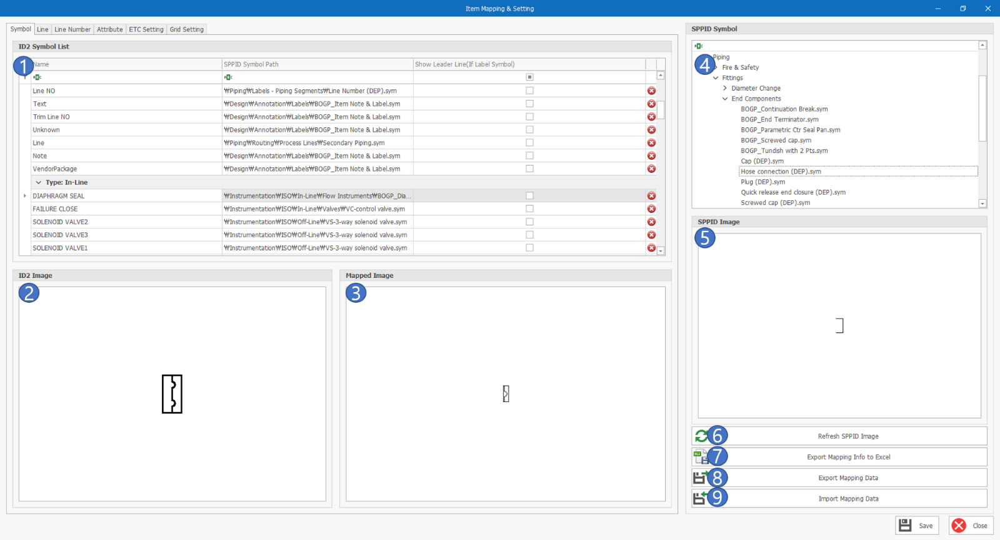 Item Mapping & Setting
Symbol Line Line Number Attribute ETC Setting Grid Setting
ID2 Symbol List
1
Name SPPID Symbol Path Show Leader Line(If Label Symbol)
Line NO ₩Piping₩Labels - Piping Segments₩Line Number (DEP).sym
Text ₩Design₩Annotation₩Labels₩BOGP_Item Note & Label.sym
Trim Line NO ₩Design₩Annotation₩Labels₩BOGP_Item Note & Label.sym
Unknown ₩Design₩Annotation₩Labels₩BOGP_Item Note & Label.sym
Line ₩Piping₩Routing₩Process Lines₩Secondary Piping.sym
Note ₩Design₩Annotation₩Labels₩BOGP_Item Note & Label.sym
VendorPackage ₩Design₩Annotation₩Labels₩BOGP_Item Note & Label.sym
Type: In-Line
DIAPHRAGM SEAL ₩Instrumentation₩ISO₩In-Line₩Flow Instruments₩BOGP_Dia...
FAILURE CLOSE ₩Instrumentation₩ISO₩In-Line₩Valves₩VC-control valve.sym
SOLENOID VALVE2 ₩Instrumentation₩ISO₩Off-Line₩VS-3-way solenoid valve.sym
SOLENOID VALVE3 ₩Instrumentation₩ISO₩Off-Line₩VS-3-way solenoid valve.sym
SOLENOID VALVE1 ₩Instrumentation₩ISO₩Off-Line₩VS-3-way solenoid valve.sym
ID2 Image
2
Mapped Image
3
SPPID Symbol
4
Piping
Fire & Safety
Fittings
Diameter Change
End Components
BOGP_Continuation Break.sym
BOGP_End Terminator.sym
BOGP_Parametric Ctr Seal Pan.sym
BOGP_Screwed cap.sym
BOGP_Tundish with 2 Pts.sym
Cap (DEP).sym
Hose connection (DEP).sym
Plug (DEP).sym
Quick release end closure (DEP).sym
Screwed cap (DEP).sym
SPPID Image
5
6 Refresh SPPID Image
7 Export Mapping Info to Excel
8 Export Mapping Data
9 Import Mapping Data
Save Close